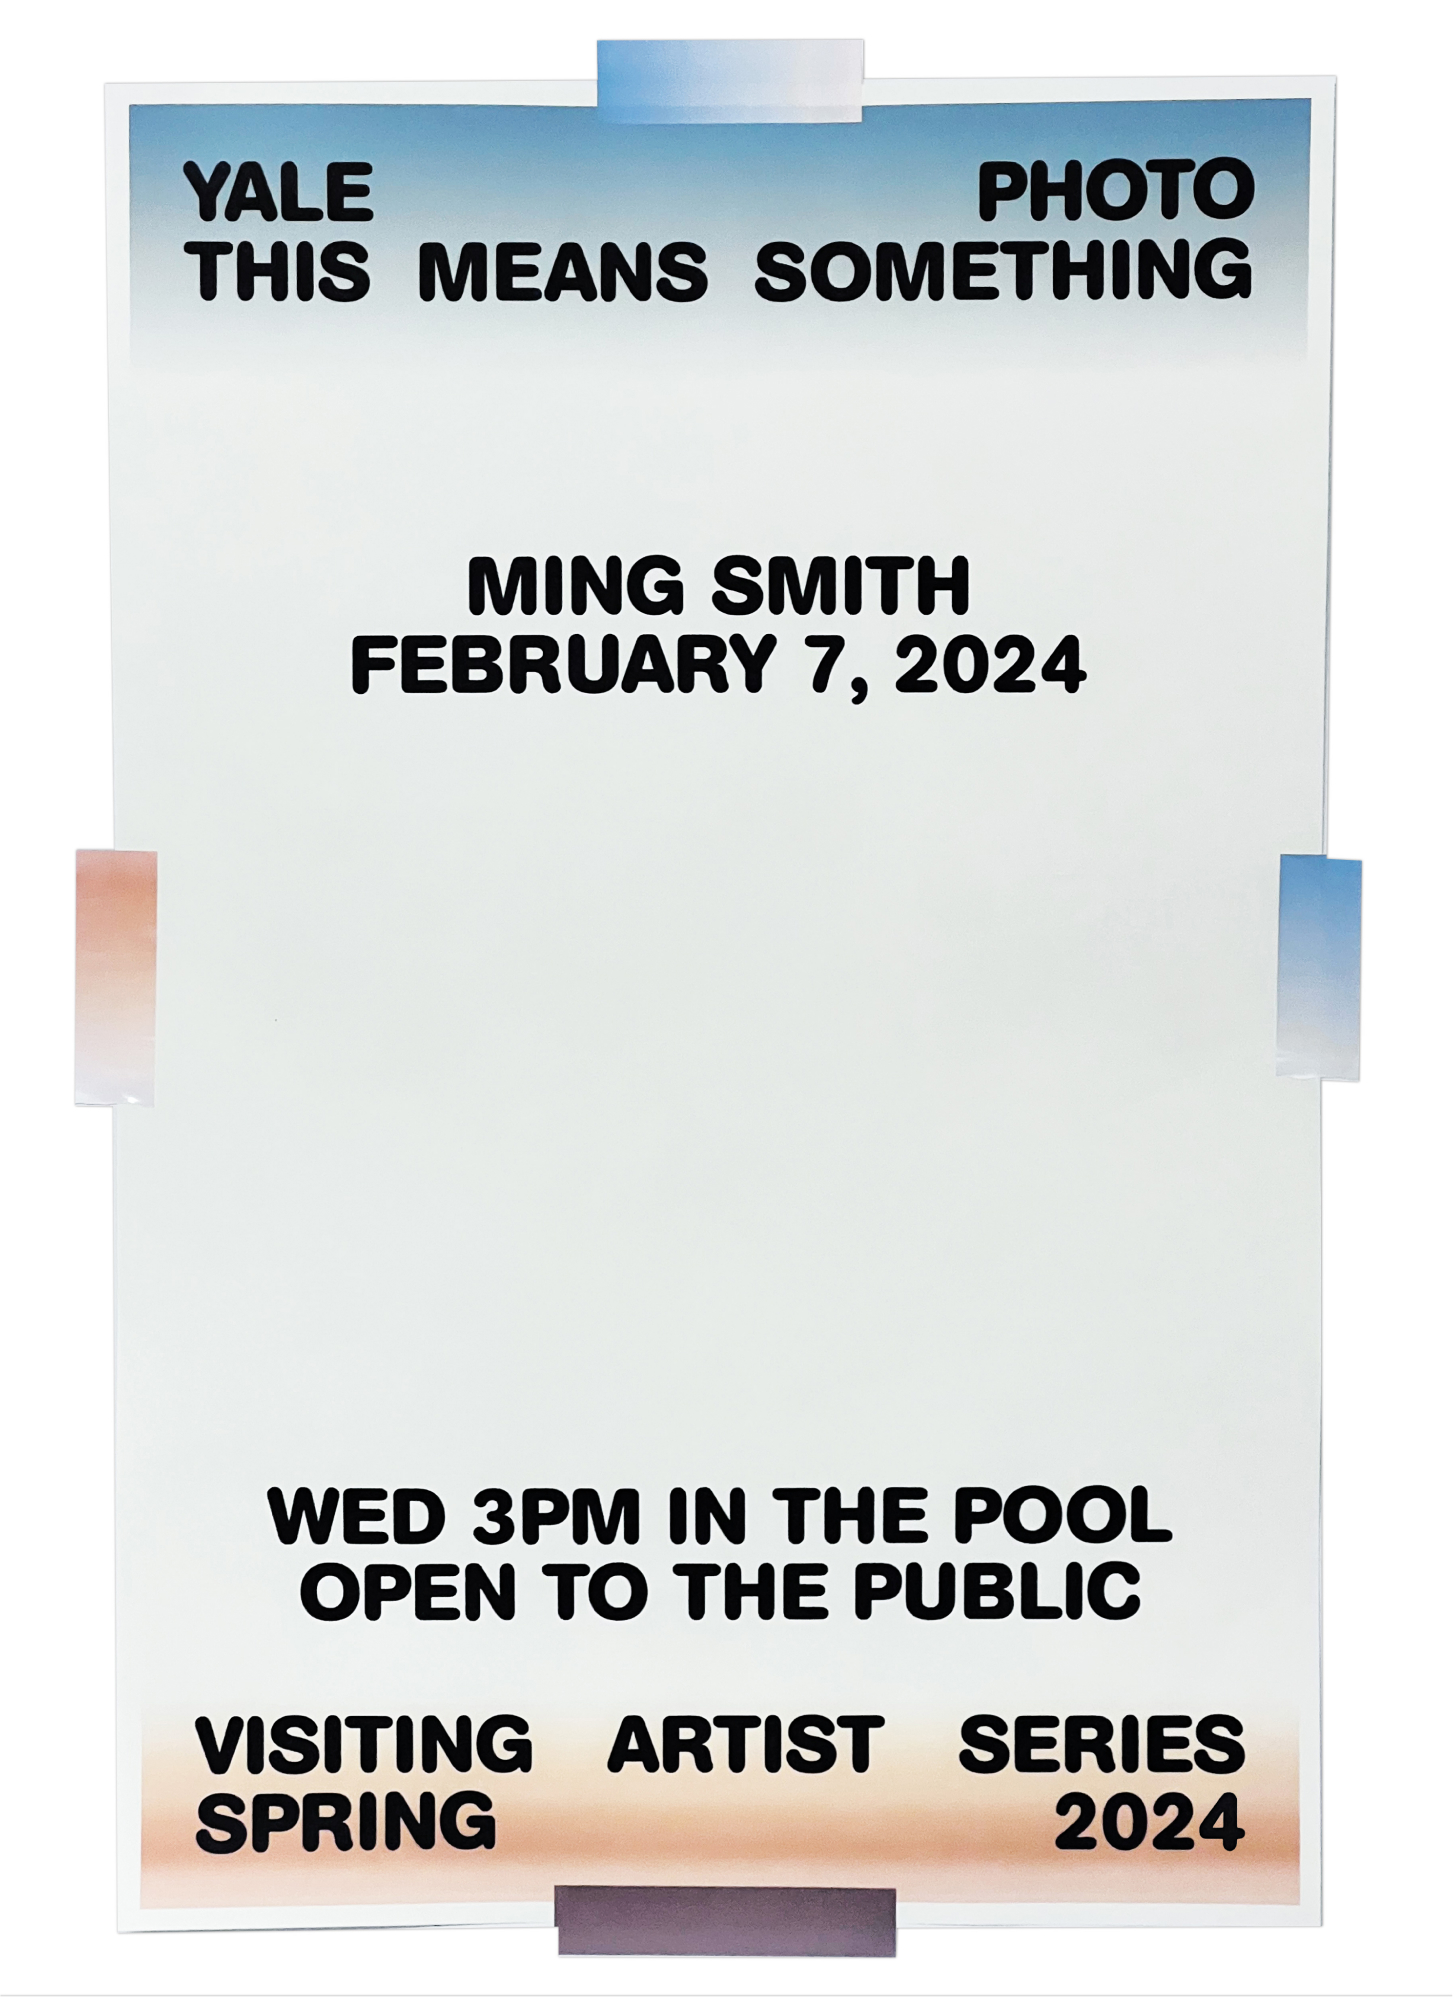 YALE PHOTO
THIS MEANS SOMETHING
MING SMITH
FEBRUARY 7, 2024
WED 3PM IN THE POOL
OPEN TO THE PUBLIC
VISITING ARTIST SERIES
SPRING 2024